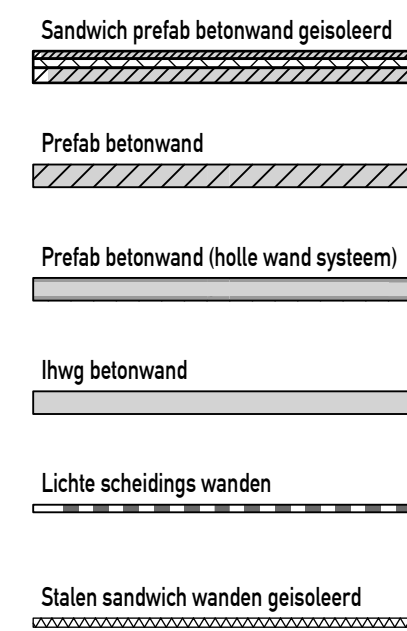 Sandwich prefab betonwand geisoleerd
Prefab betonwand
Prefab betonwand (holle wand systeem)
Ihwg betonwand
Lichte scheidings wanden
Stalen sandwich wanden geisoleerd